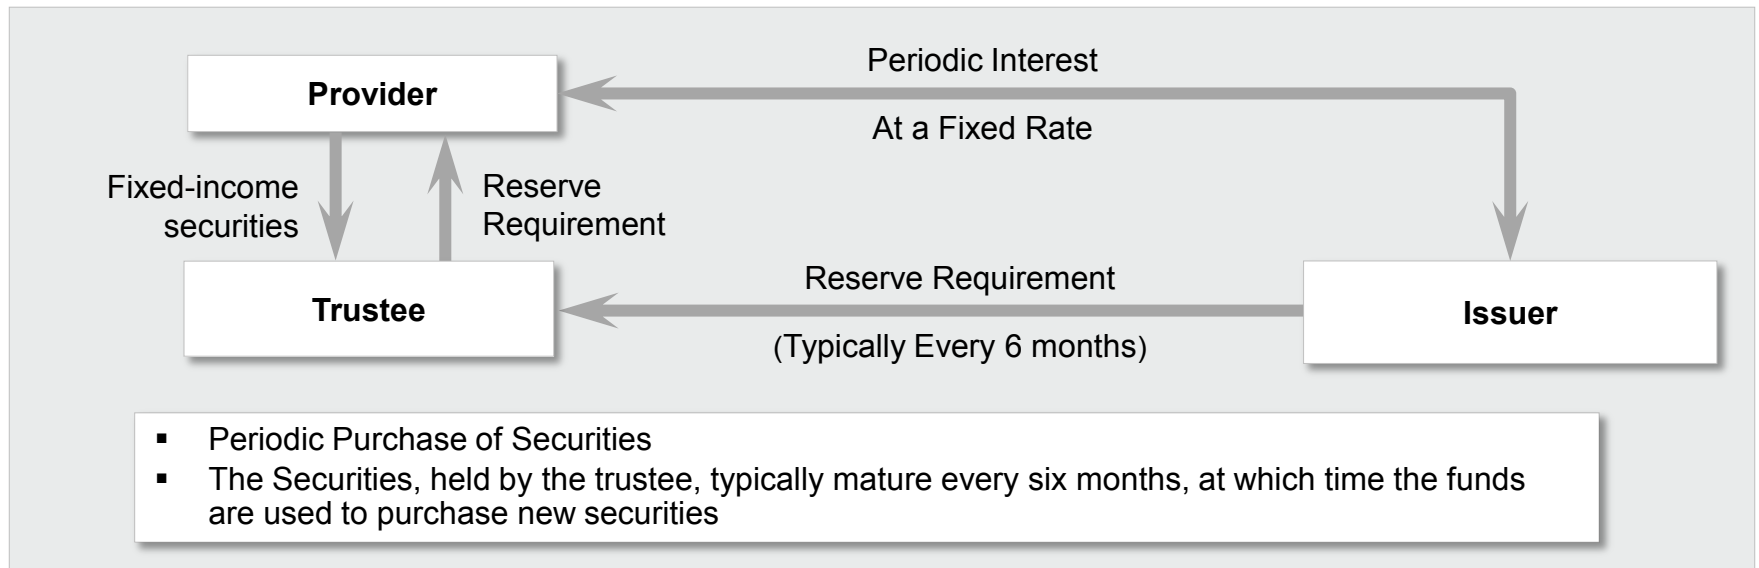 Periodic Interest
Provider
At a Fixed Rate
Fixed-income
securities
Reserve
Requirement
Reserve Requirement
Trustee
Issuer
(Typically Every 6 months)
▪ Periodic Purchase of Securities
▪ The Securities, held by the trustee, typically mature every six months, at which time the funds
are used to purchase new securities